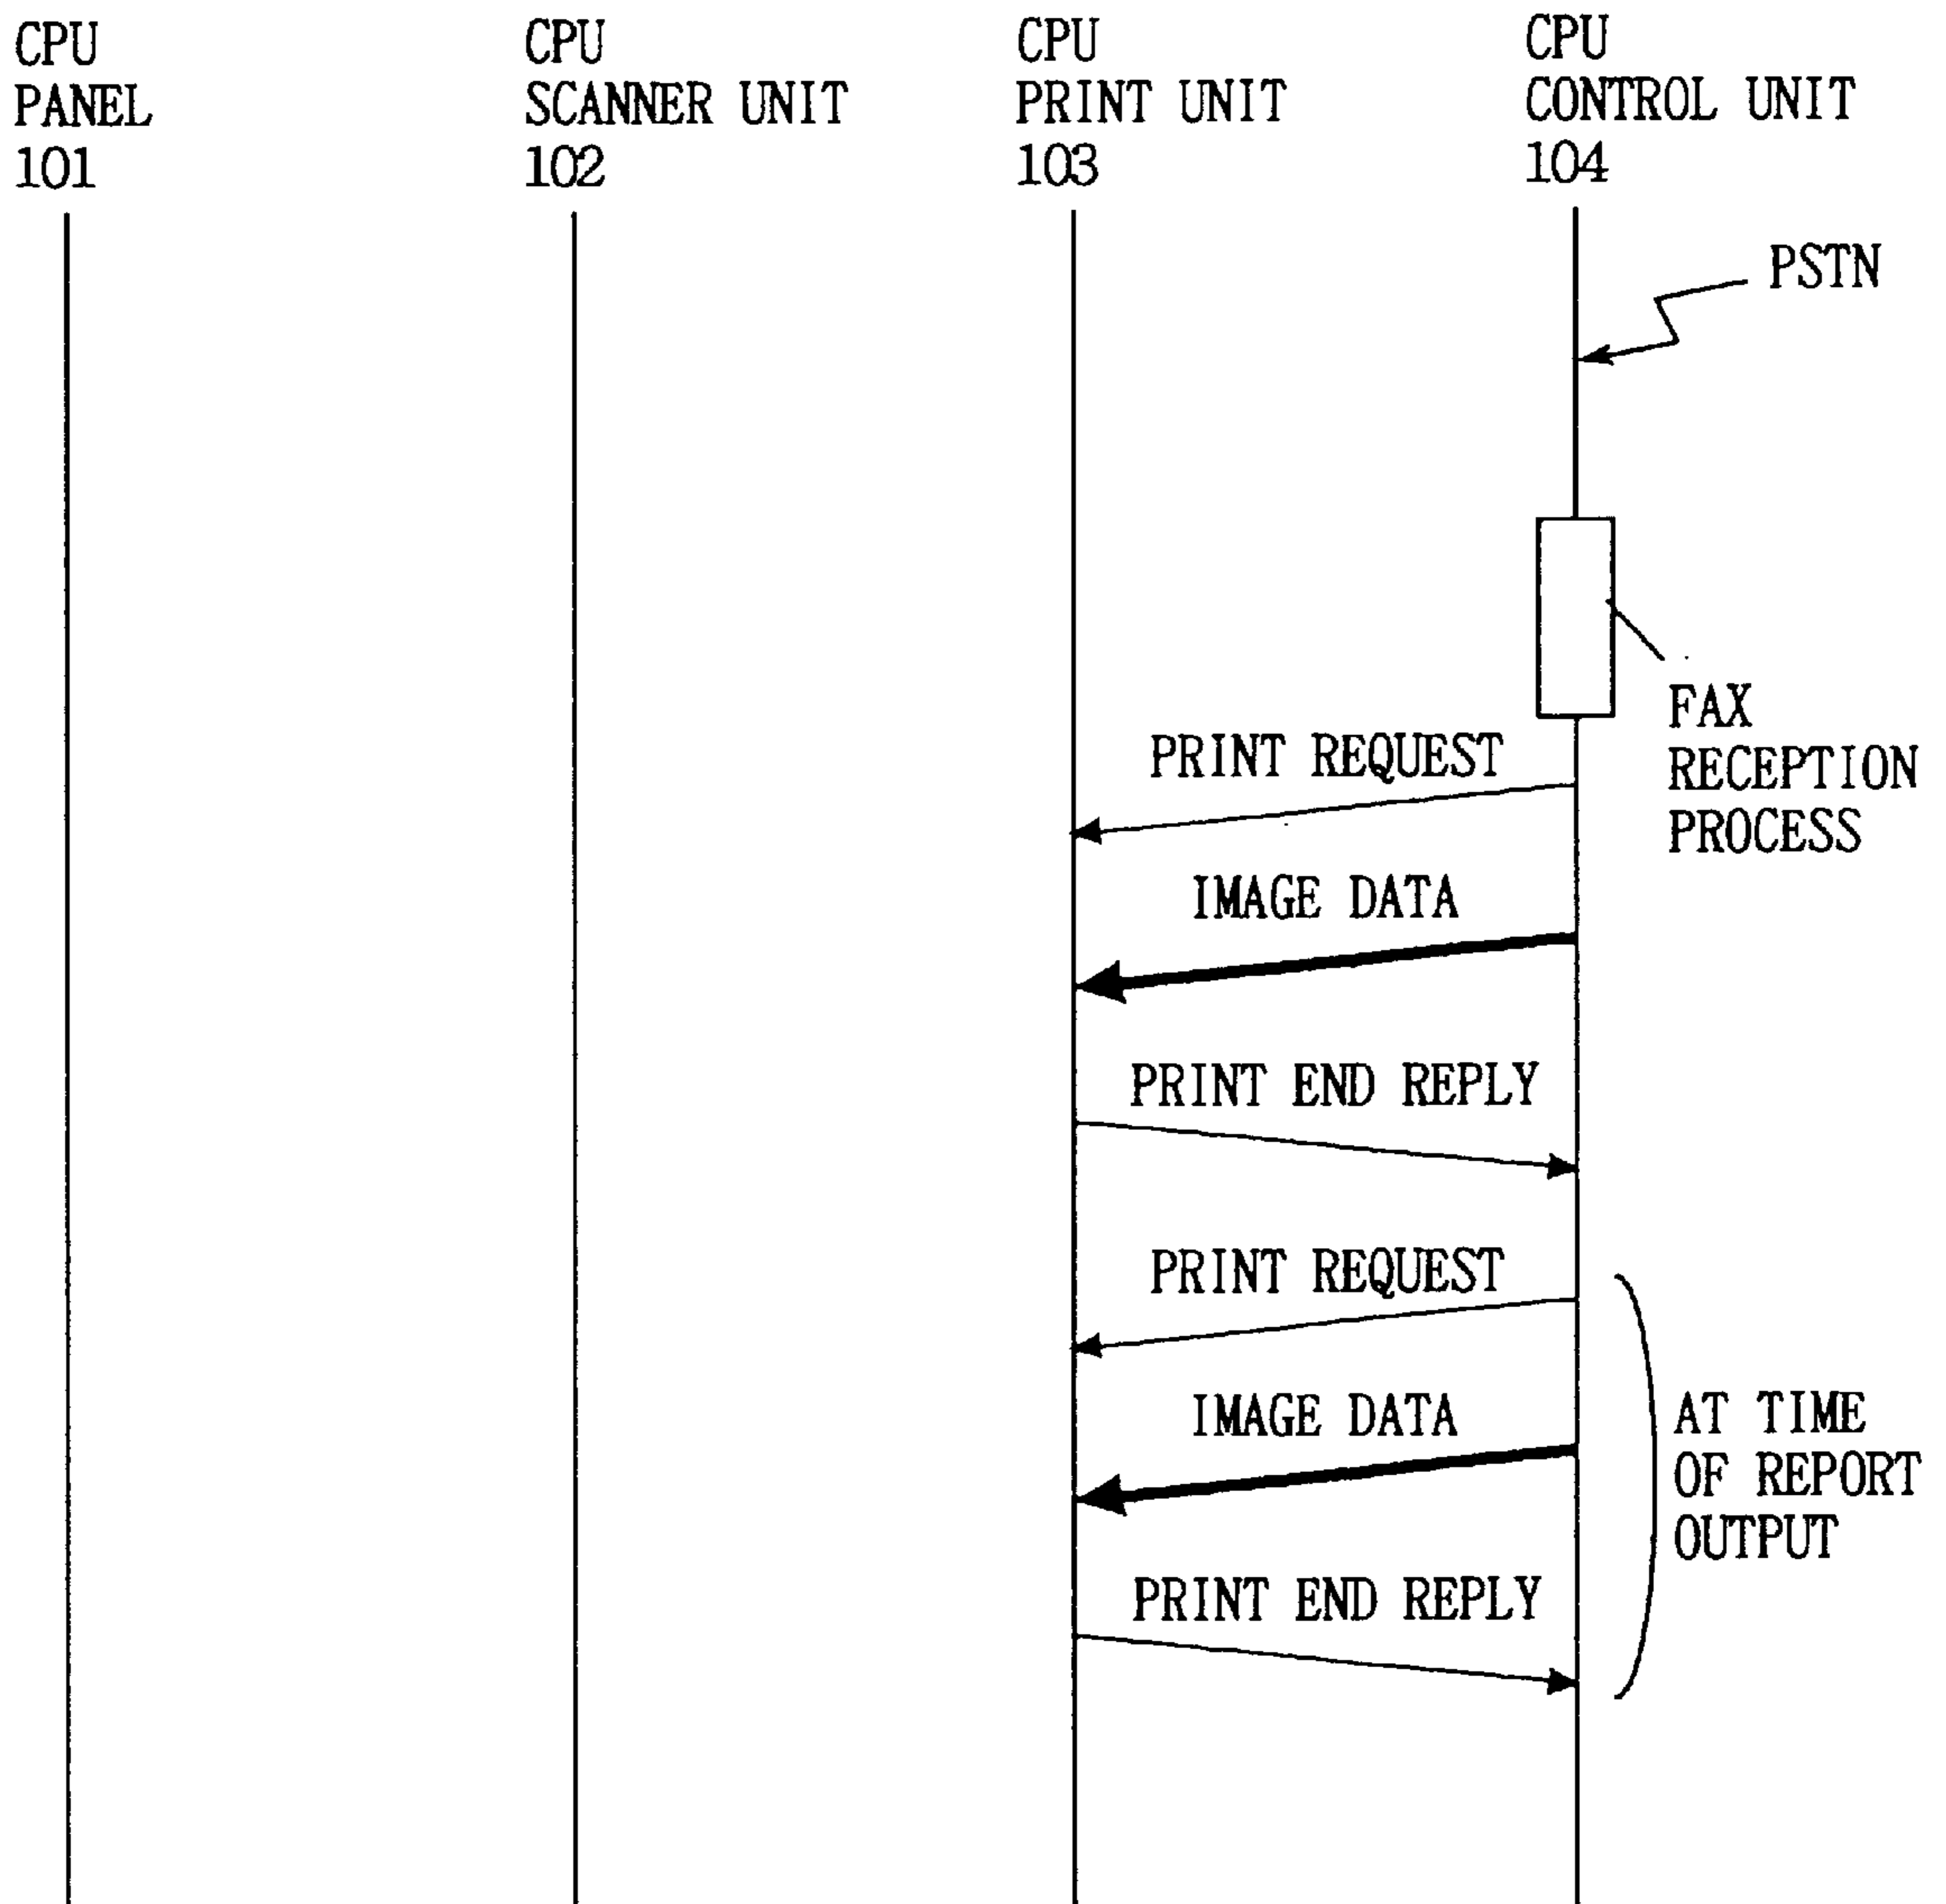 CPU
PANEL
101
CPU
SCANNER UNIT
102
CPU
PRINT UNIT
103
CPU
CONTROL UNIT
104
PSTN
FAX
RECEPTION
PROCESS
PRINT REQUEST
IMAGE DATA
PRINT END REPLY
PRINT REQUEST
IMAGE DATA
PRINT END REPLY
AT TIME
OF REPORT
OUTPUT